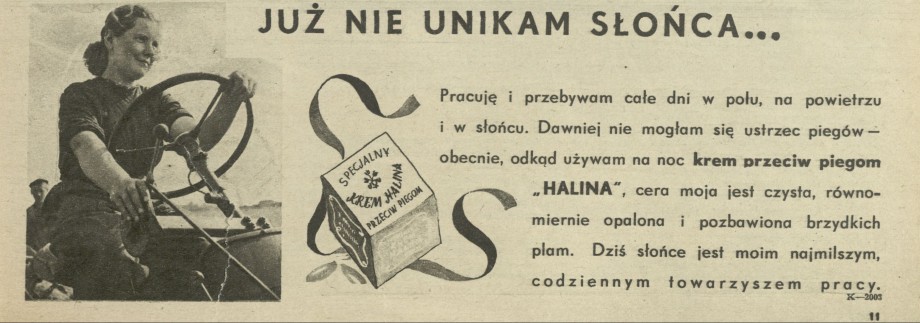 JUŻ NIE UNIKAM SŁOŃCA...
Pracuję i przebywam całe dni w polu, na powietrzu
i w słońcu. Dawniej nie mogłam się ustrzec piegów —
obecnie, odkąd używam na noc krem przeciw piegom
„HALINA”, cera moja jest czysta, równo-
miernie opalona i pozbawiona brzydkich
plam. Dziś słońce jest moim najmilszym,
codziennym towarzyszem pracy.
K—2003
11
SPECJALNY
KREM HALINA
PRZECIW PIEGOM